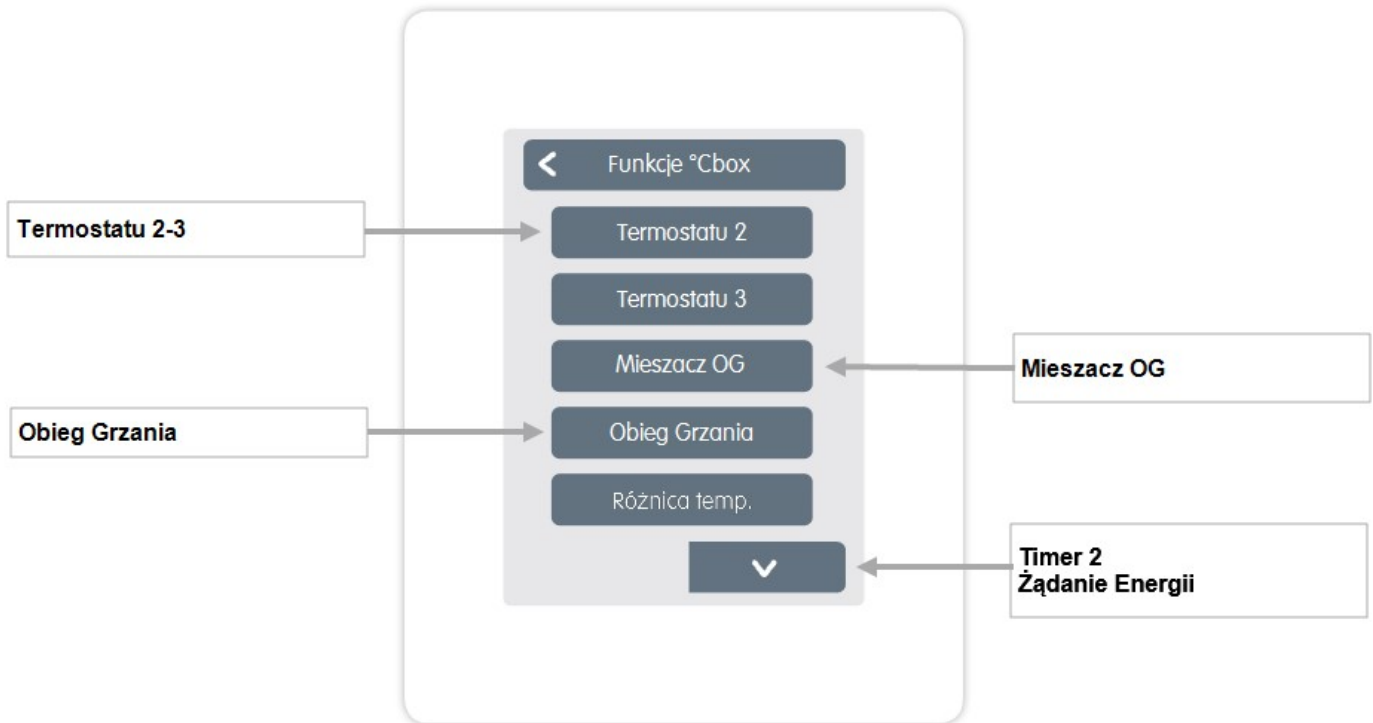 Funkcje °Cbox
Termostatu 2-3
Termostatu 2
Termostatu 3
Mieszacz OG
Mieszacz OG
Obieg Grzania
Obieg Grzania
Różnica temp.
Timer 2
Żądanie Energii